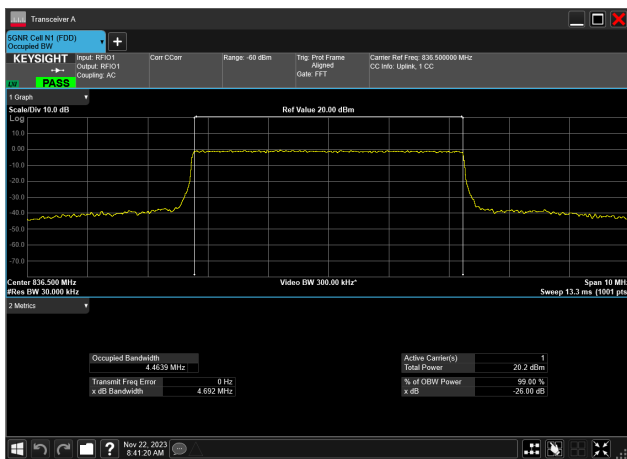 Transceiver A
5GNR Cell N1 (FDD)
Occupied BW
KEYSIGHT
LXI
PASS
Input: RFIO1
Output: RFIO1
Coupling: AC
Corr CCorr
Range: -60 dBm
Trig: Prot Frame
Aligned
Gate: FFT
Carrier Ref Freq: 836.500000 MHz
CC Info: Uplink, 1 CC
1 Graph
Scale/Div 10.0 dB
Ref Value 20.00 dBm
Log
10.0
0.00
-10.0
-20.0
-30.0
-40.0
-50.0
-60.0
-70.0
Center 836.500 MHz
Video BW 300.00 kHz*
Span 10 MHz
#Res BW 30.000 kHz
Sweep 13.3 ms (1001 pts
2 Metrics
Occupied Bandwidth
4.4639 MHz
Active Carrier(s) 1
Total Power 20.2 dBm
Transmit Freq Error 0 Hz
x dB Bandwidth 4.692 MHz
% of OBW Power 99.00 %
x dB -26.00 dB
?
Nov 22, 2023
8:41:20 AM